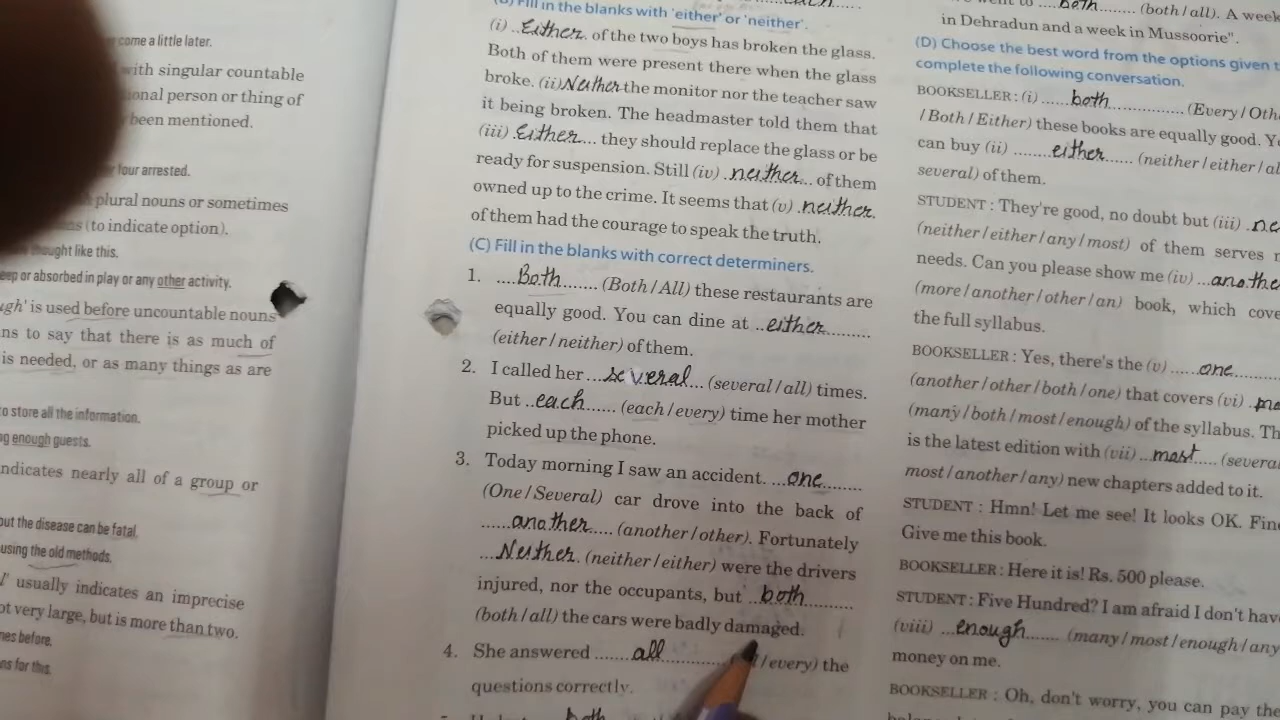 come a little later.
with singular countable
person or thing of
been mentioned.
four arrested.
plural nouns or sometimes
(to indicate option).
thought like this.
or absorbed in play or any other activity.
is used before uncountable nouns
to say that there is as much of
is needed, or as many things as are
to store all the information.
enough guests.
indicates nearly all of a group or
but the disease can be fatal.
using the old methods.
usually indicates an imprecise
very large, but is more than two.
before.
for this.
Fill in the blanks with 'either' or 'neither'.
(i) ..Either. of the two boys has broken the glass.
Both of them were present there when the glass
broke. (ii) Neither the monitor nor the teacher saw
it being broken. The headmaster told them that
(iii) Either... they should replace the glass or be
ready for suspension. Still (iv) .neither... of them
owned up to the crime. It seems that (v) .neither.
of them had the courage to speak the truth.
(C) Fill in the blanks with correct determiners.
1. ....Both....... (Both / All) these restaurants are
equally good. You can dine at ..either.........
(either / neither) of them.
2. I called her ...several... (several / all) times.
But ..each...... (each / every) time her mother
picked up the phone.
3. Today morning I saw an accident. ...one........
(One / Several) car drove into the back of
......another..... (another / other). Fortunately
...Neither. (neither / either) were the drivers
injured, nor the occupants, but ..both..........
(both / all) the cars were badly damaged.
4. She answered .......all............. / every) the
questions correctly.
both
to ....Both......... (both / all). A week
in Dehradun and a week in Mussoorie".
(D) Choose the best word from the options given
complete the following conversation.
BOOKSELLER : (i) ......both............... (Every /
/ Both / Either) these books are equally good.
can buy (ii) ........either...... (neither / either /
several) of them.
STUDENT : They're good, no doubt but (iii)
(neither / either / any / most) of them serves
needs. Can you please show me (iv)
(more / another / other / an) book, which
the full syllabus.
BOOKSELLER : Yes, there's the (v) ......one..........
(another / other / both / one) that covers (vi)
(many / both / most / enough) of the syllabus.
is the latest edition with (vii) ...most.....
most / another / any) new chapters added to it.
STUDENT : Hmn! Let me see! It looks OK.
Give me this book.
BOOKSELLER : Here it is! Rs. 500 please.
STUDENT : Five Hundred? I am afraid I don't have
(viii) ...enough....... (many / most / enough / any
money on me.
BOOKSELLER : Oh, don't worry, you can pay the